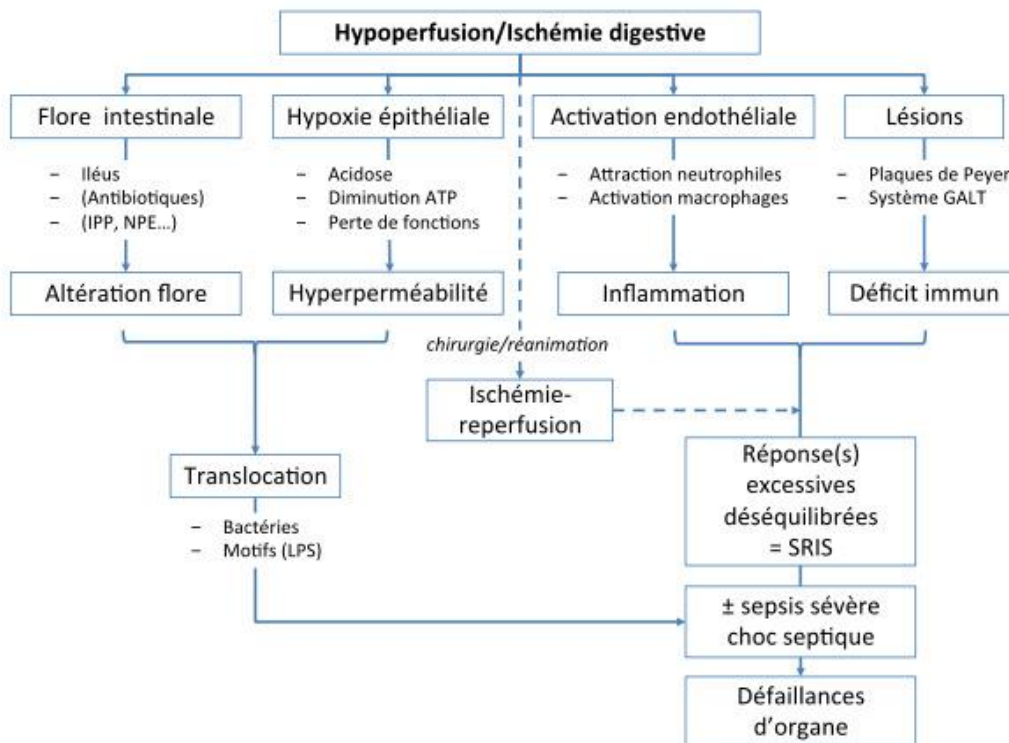 Hypoperfusion/Ischémie digestive
Flore intestinale
Hypoxie épithéliale
Activation endothéliale
Lésions
– Iléus
– (Antibiotiques)
– (IPP, NPE...)
– Acidose
– Diminution ATP
– Perte de fonctions
– Attraction neutrophiles
– Activation macrophages
– Plaques de Peyer
– Système GALT
Altération flore
Hyperperméabilité
Inflammation
Déficit immun
chirurgie/réanimation
Ischémie-
reperfusion
Translocation
– Bactéries
– Motifs (LPS)
Réponse(s)
excessives
déséquilibrées
= SRIS
± sepsis sévère
choc septique
Défaillances
d'organe